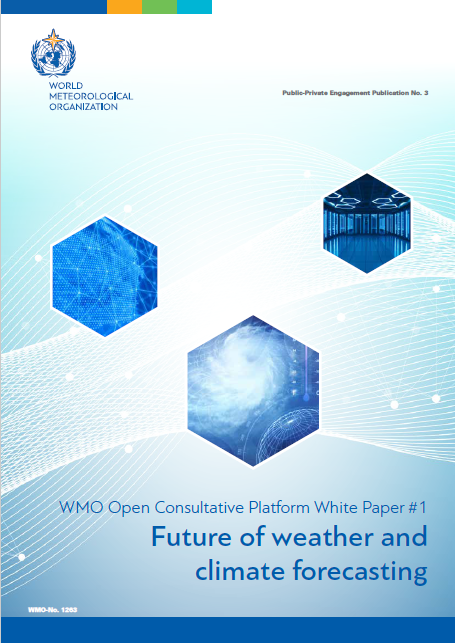 WORLD
METEOROLOGICAL
ORGANIZATION
Public-Private Engagement Publication No. 3
WMO Open Consultative Platform White Paper #1
Future of weather and
climate forecasting
WMO-No. 1263